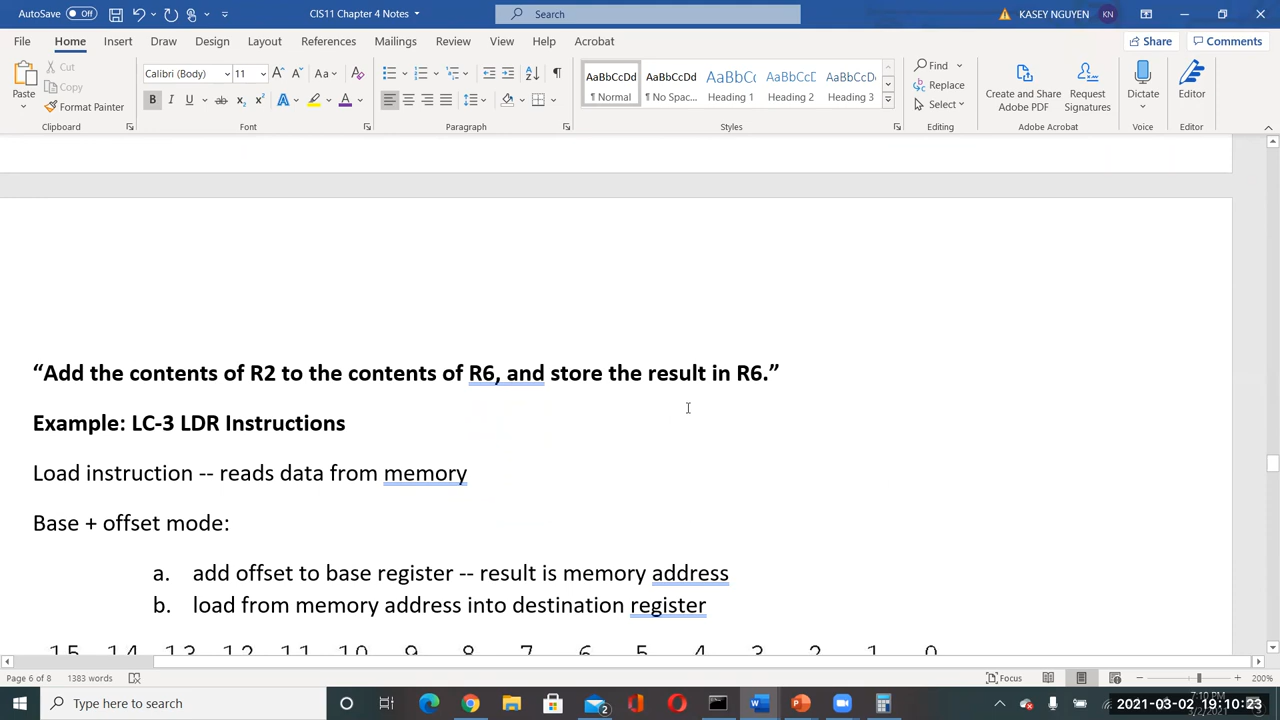 AutoSave Off CIS11 Chapter 4 Notes Search KASEY NGUYEN KN
File Home Insert Draw Design Layout References Mailings Review View Help Acrobat Share Comments
Paste Cut Copy Format Painter
Calibri (Body) 11
AaBbCcDd AaBbCcDd AaBbCc AaBbCcD AaBbCcD
¶ Normal ¶ No Spac... Heading 1 Heading 2 Heading 3
Find Replace Select
Create and Share Adobe PDF Request Signatures Dictate Editor
Clipboard Font Paragraph Styles Editing Adobe Acrobat Voice Editor
“Add the contents of R2 to the contents of R6, and store the result in R6.”
Example: LC-3 LDR Instructions
Load instruction -- reads data from memory
Base + offset mode:
a. add offset to base register -- result is memory address
b. load from memory address into destination register
15 14 13 12 11 10 9 8 7 6 5 4 3 2 1 0
Page 6 of 8 1383 words Focus 200%
Type here to search 2 7:10 PM 2021-03-02 19:10:23